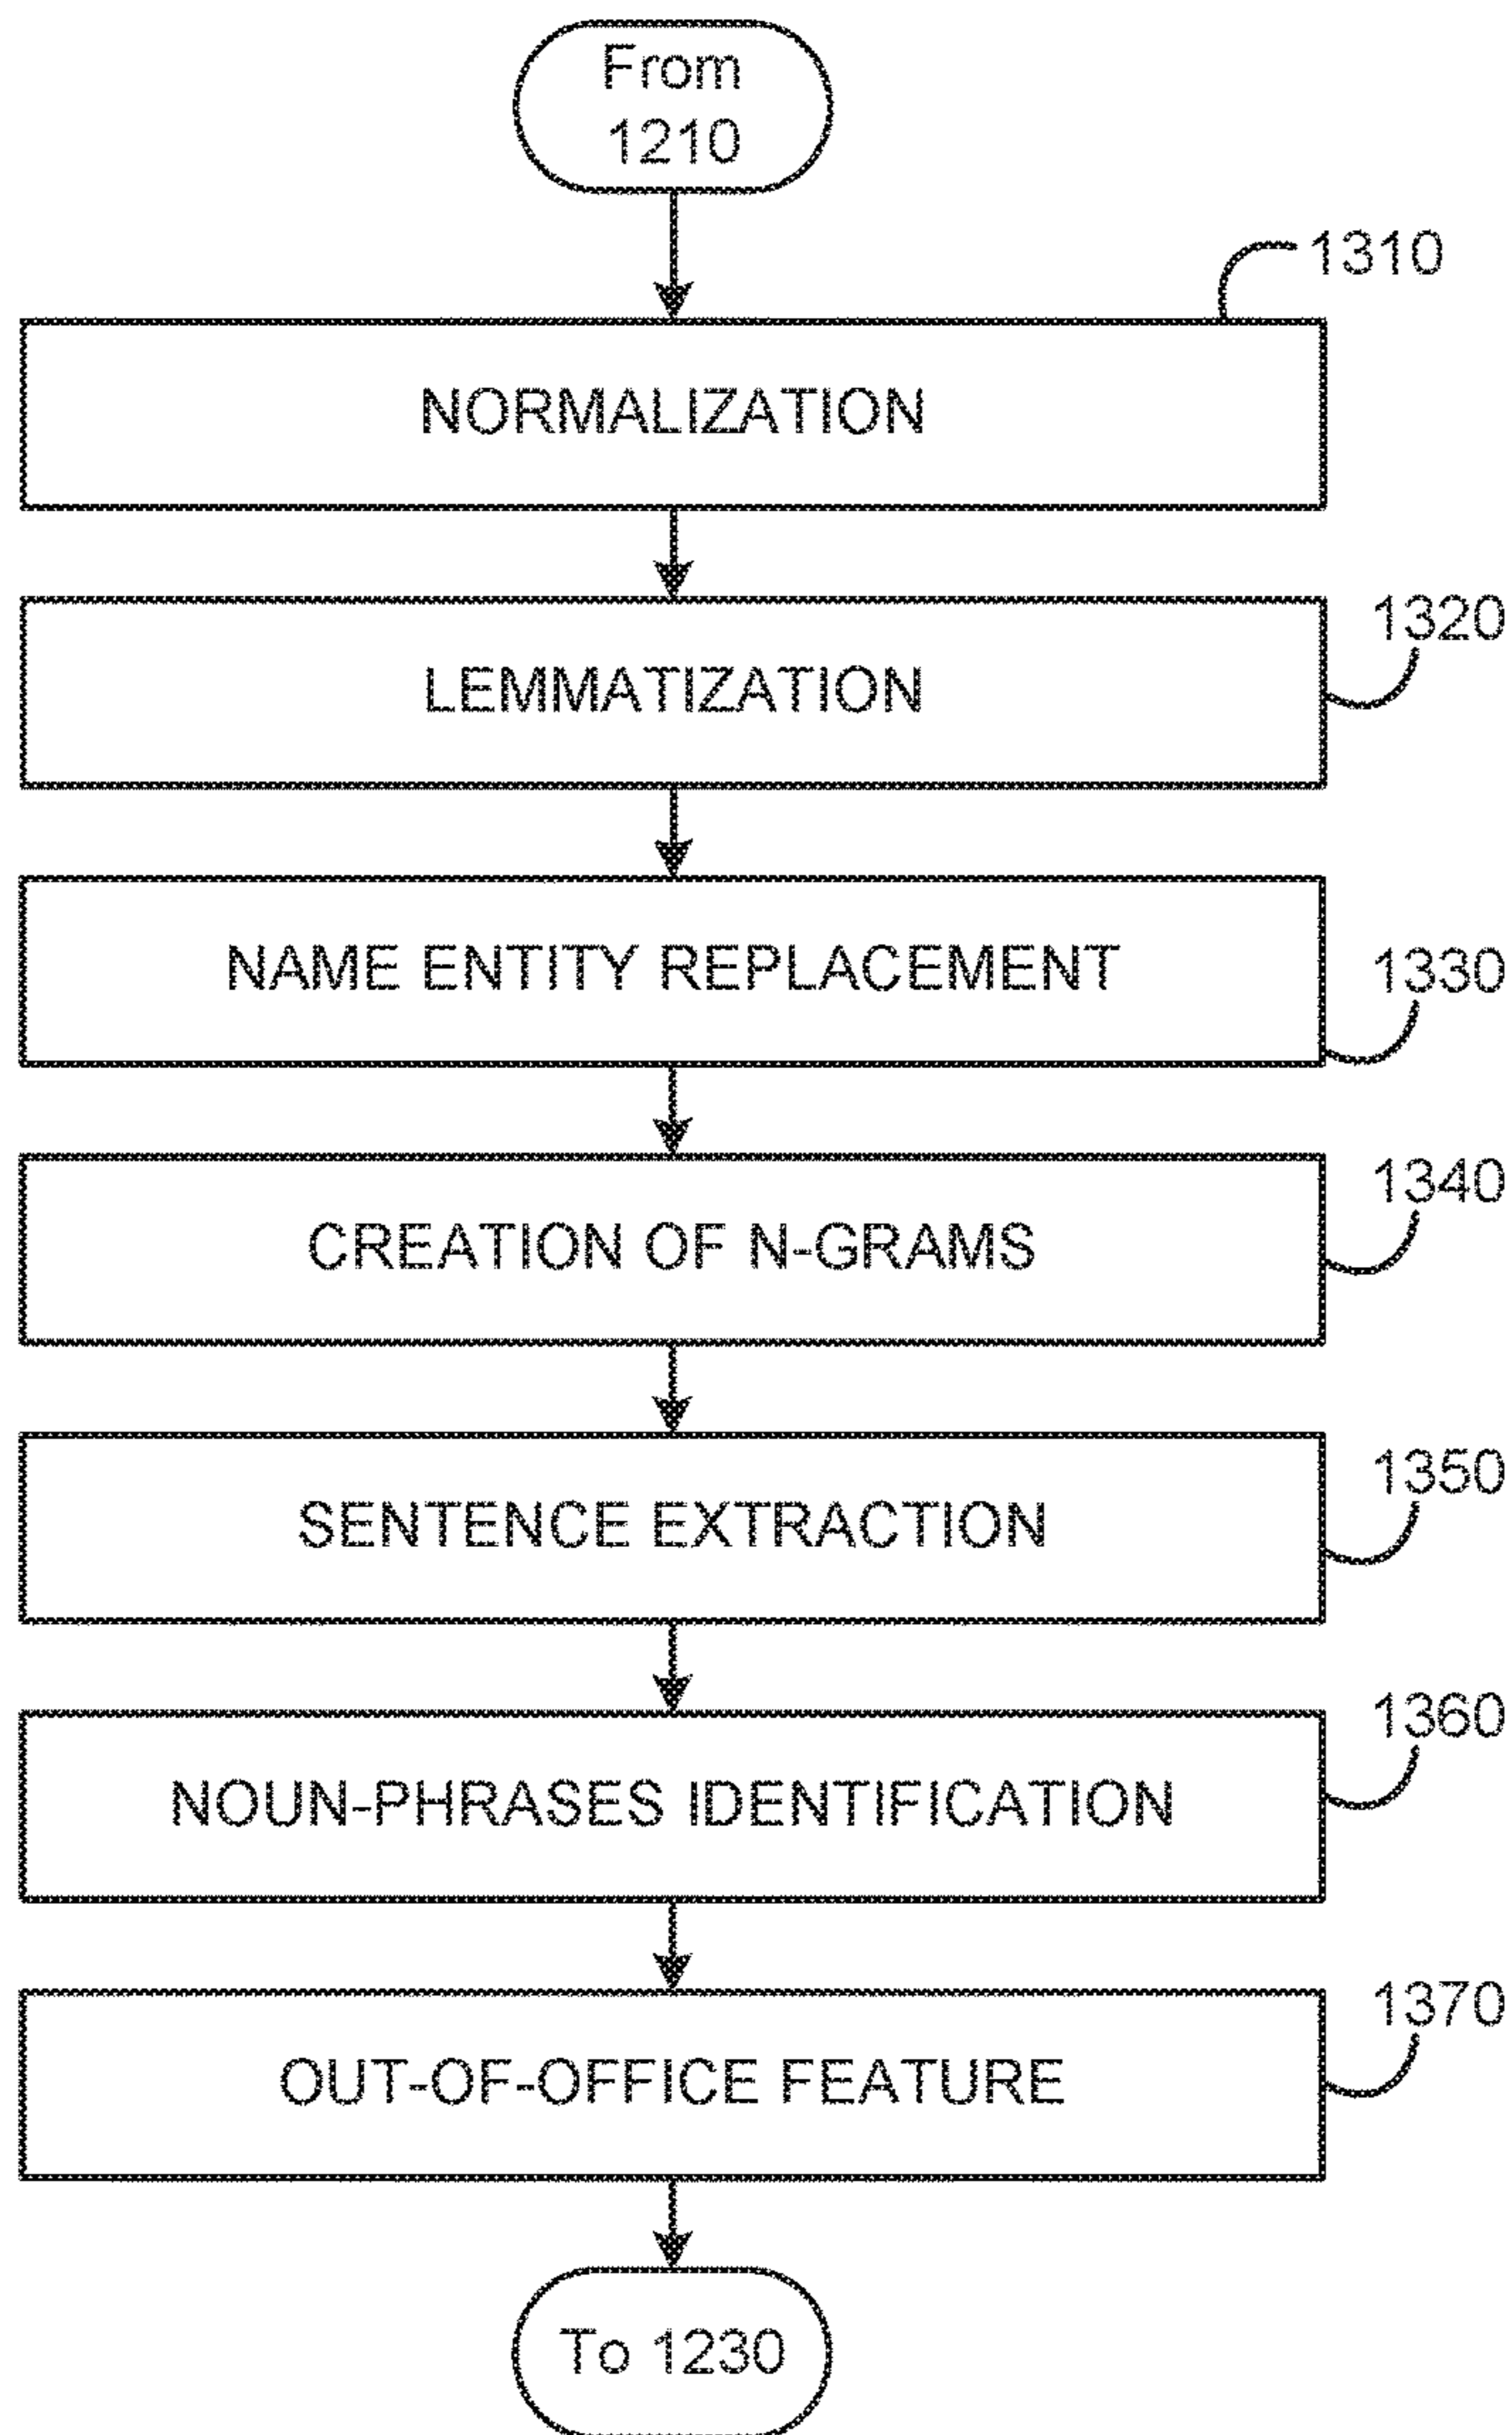 From
1210
1310
NORMALIZATION
1320
LEMMATIZATION
NAME ENTITY REPLACEMENT
1330
1340
CREATION OF N-GRAMS
1350
SENTENCE EXTRACTION
1360
NOUN-PHRASES IDENTIFICATION
1370
OUT-OF-OFFICE FEATURE
To 1230